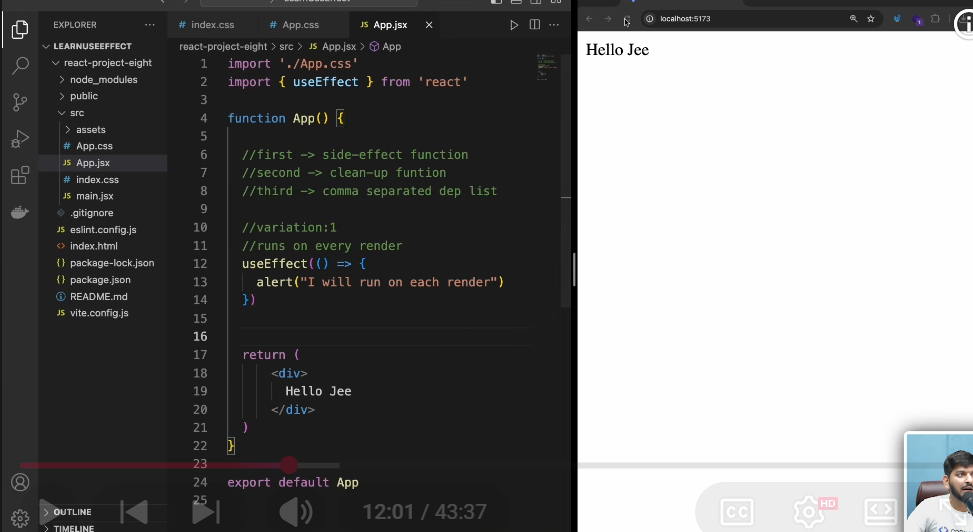 EXPLORER
LEARNUSEEFFECT
react-project-eight
node_modules
public
src
assets
# App.css
JS App.jsx
# index.css
JS main.jsx
.gitignore
eslint.config.js
<> index.html
{} package-lock.json
{} package.json
README.md
JS vite.config.js
OUTLINE
TIMELINE
# index.css
# App.css
JS App.jsx
react-project-eight > src > JS App.jsx > App
1 import './App.css'
2 import { useEffect } from 'react'
3
4 function App() {
5
6 //first -> side-effect function
7 //second -> clean-up funtion
8 //third -> comma separated dep list
9
10 //variation:1
11 //runs on every render
12 useEffect(() => {
13 alert("I will run on each render")
14 })
15
16
17 return (
18 <div>
19 Hello Jee
20 </div>
21 )
22 }
23
24 export default App
25
localhost:5173
Hello Jee
12:01 / 43:37
CC
HD